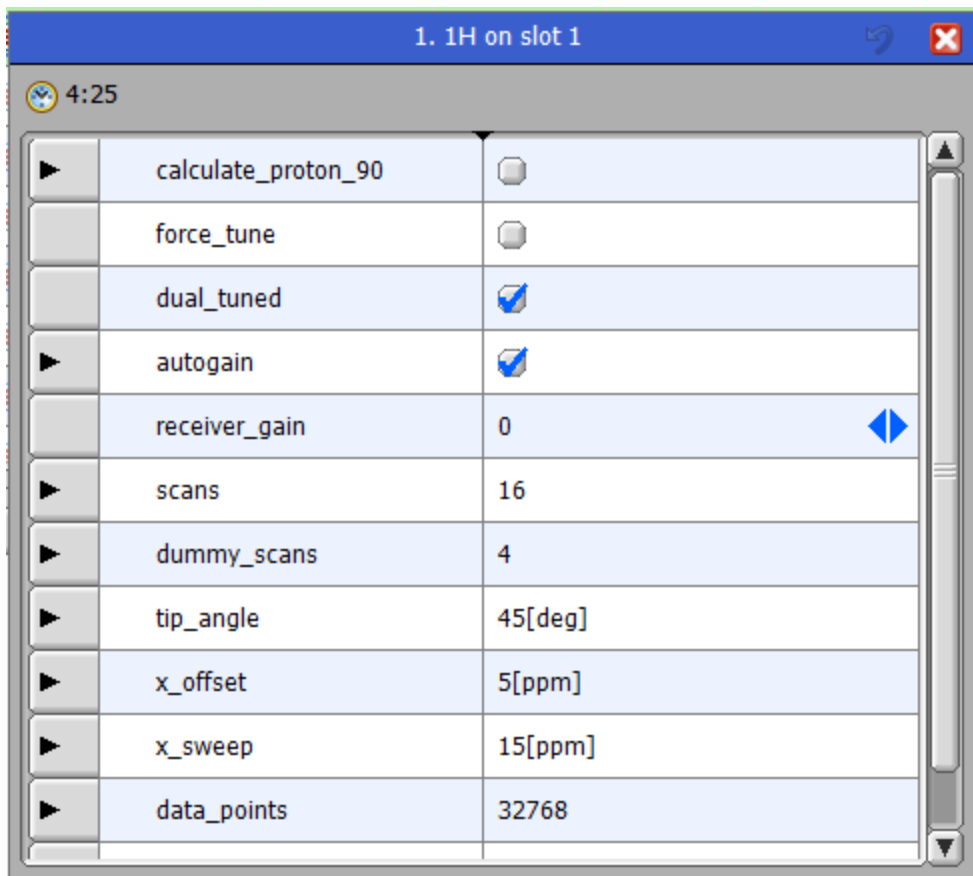 1. 1H on slot 1
4:25
calculate_proton_90
force_tune
dual_tuned
autogain
receiver_gain 0
scans 16
dummy_scans 4
tip_angle 45[deg]
x_offset 5[ppm]
x_sweep 15[ppm]
data_points 32768